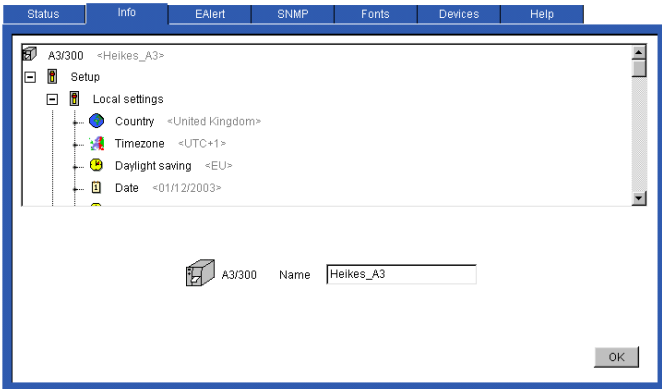 Status Info EAlert SNMP Fonts Devices Help
A3/300 <Heikes_A3>
Setup
Local settings
Country <United Kingdom>
Timezone <UTC+1>
Daylight saving <EU>
1 Date <01/12/2003>
A3/300 Name Heikes_A3
OK